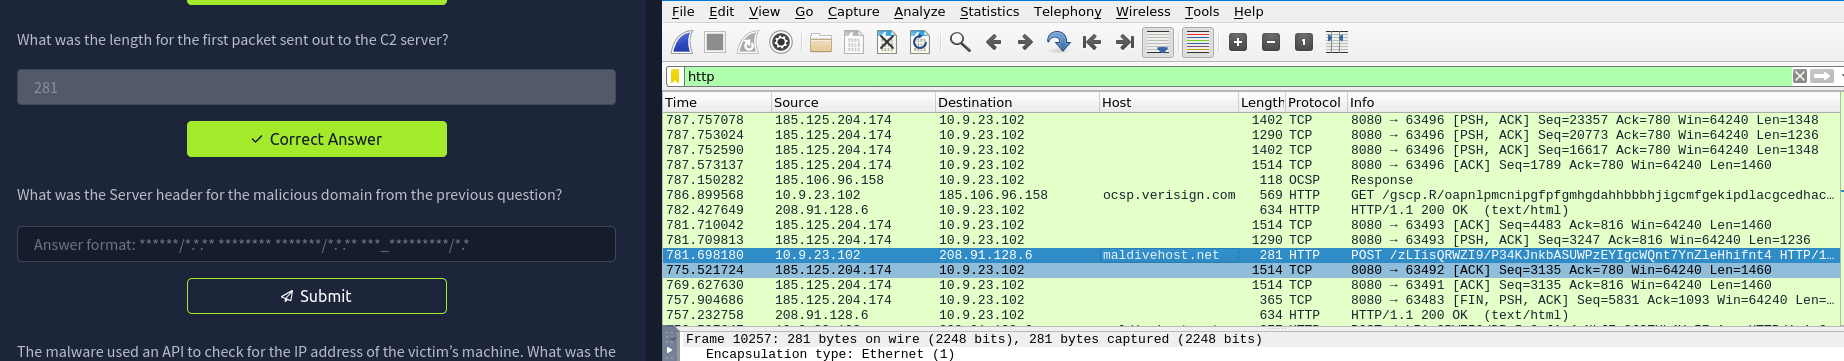 What was the length for the first packet sent out to the C2 server?
281
Correct Answer
What was the Server header for the malicious domain from the previous question?
Answer format: ******/*.*.** ******** *******/*.*.** ***_*********/*.*
Submit
The malware used an API to check for the IP address of the victim's machine. What was the
File Edit View Go Capture Analyze Statistics Telephony Wireless Tools Help
http
Time Source Destination Host Length Protocol Info
787.757078 185.125.204.174 10.9.23.102 1402 TCP 8080 → 63496 [PSH, ACK] Seq=23357 Ack=780 Win=64240 Len=1348
787.753024 185.125.204.174 10.9.23.102 1290 TCP 8080 → 63496 [PSH, ACK] Seq=20773 Ack=780 Win=64240 Len=1236
787.752590 185.125.204.174 10.9.23.102 1402 TCP 8080 → 63496 [PSH, ACK] Seq=16617 Ack=780 Win=64240 Len=1348
787.573137 185.125.204.174 10.9.23.102 1514 TCP 8080 → 63496 [ACK] Seq=1789 Ack=780 Win=64240 Len=1460
787.150282 185.106.96.158 10.9.23.102 118 OCSP Response
786.899568 10.9.23.102 185.106.96.158 ocsp.verisign.com 569 HTTP GET /gscp.R/oapnlpmcnipgfpfgmhgdahhbbbbhjigcmfgekipdlacgcedhac…
782.427649 208.91.128.6 10.9.23.102 634 HTTP HTTP/1.1 200 OK (text/html)
781.710042 185.125.204.174 10.9.23.102 1514 TCP 8080 → 63493 [ACK] Seq=4483 Ack=816 Win=64240 Len=1460
781.709813 185.125.204.174 10.9.23.102 1290 TCP 8080 → 63493 [PSH, ACK] Seq=3247 Ack=816 Win=64240 Len=1236
781.698180 10.9.23.102 208.91.128.6 maldivehost.net 281 HTTP POST /zLIisQRWZI9/P34KJnkbASUWPzEYIgcWQnt7YnZleHhifnt4 HTTP/1…
775.521724 185.125.204.174 10.9.23.102 1514 TCP 8080 → 63492 [ACK] Seq=3135 Ack=780 Win=64240 Len=1460
769.627630 185.125.204.174 10.9.23.102 1514 TCP 8080 → 63491 [ACK] Seq=3135 Ack=816 Win=64240 Len=1460
757.904686 185.125.204.174 10.9.23.102 365 TCP 8080 → 63483 [FIN, PSH, ACK] Seq=5831 Ack=1093 Win=64240 Len=…
757.232758 208.91.128.6 10.9.23.102 634 HTTP HTTP/1.1 200 OK (text/html)
Frame 10257: 281 bytes on wire (2248 bits), 281 bytes captured (2248 bits)
Encapsulation type: Ethernet (1)